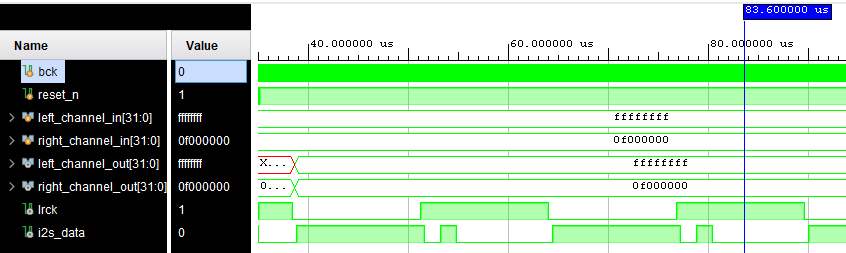 83.600000 us
Name Value 40.000000 us 60.000000 us 80.000000 us
bck 0
reset_n 1
left_channel_in[31:0] ffffffff ffffffff
right_channel_in[31:0] 0f000000 0f000000
left_channel_out[31:0] ffffffff X... ffffffff
right_channel_out[31:0] 0f000000 0... 0f000000
lrck 1
i2s_data 0